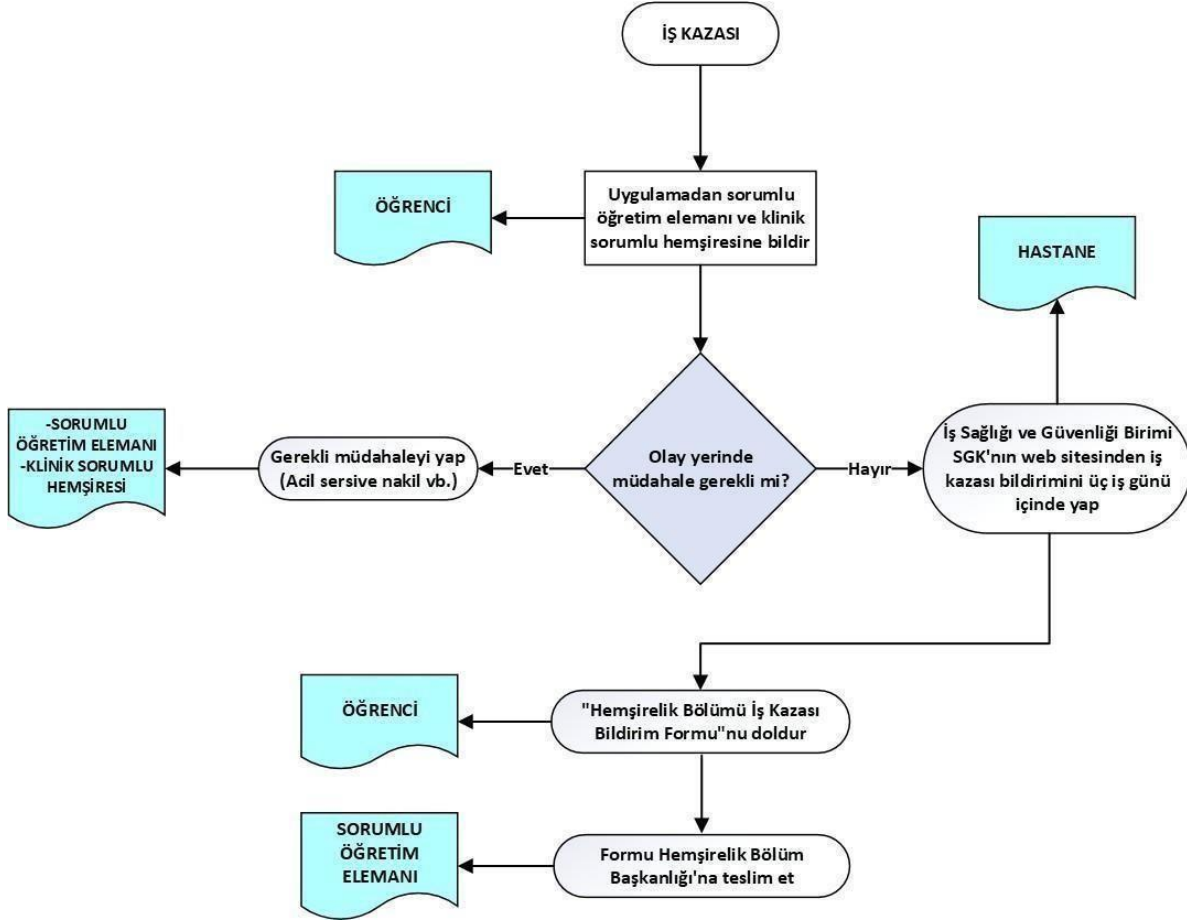 İŞ KAZASI
ÖĞRENCİ
Uygulamadan sorumlu
öğretim elemanı ve klinik
sorumlu hemşiresine bildir
HASTANE
-SORUMLU
ÖĞRETİM ELEMANI
-KLİNİK SORUMLU
HEMŞİRESİ
Gerekli müdahaleyi yap
(Acil sersive nakil vb.)
Evet
Olay yerinde
müdahale gerekli mi?
Hayır
İş Sağlığı ve Güvenliği Birimi
SGK'nın web sitesinden iş
kazası bildirimini üç iş günü
içinde yap
ÖĞRENCİ
"Hemşirelik Bölümü İş Kazası
Bildirim Formu"nu doldur
SORUMLU
ÖĞRETİM
ELEMANI
Formu Hemşirelik Bölüm
Başkanlığı'na teslim et